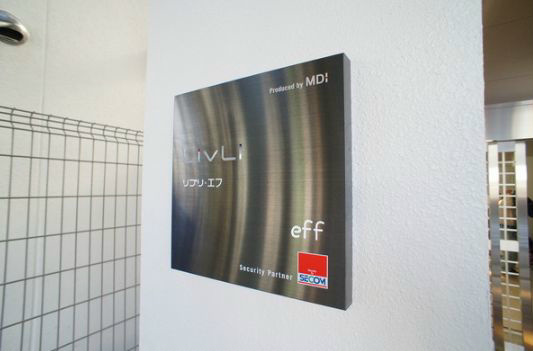 Produced by MDI
LivLi
リブリ・エフ
eff
Security Partner
SECOM